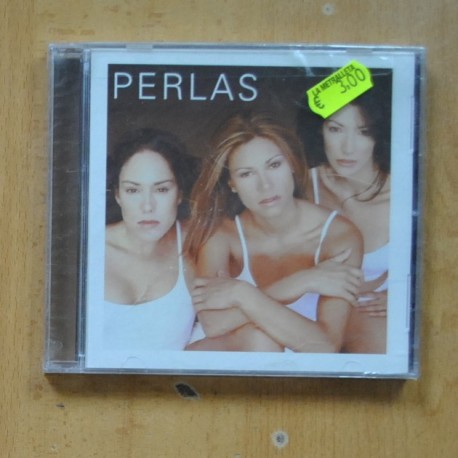 PERLAS
LA METRALLETA
€ 3,00